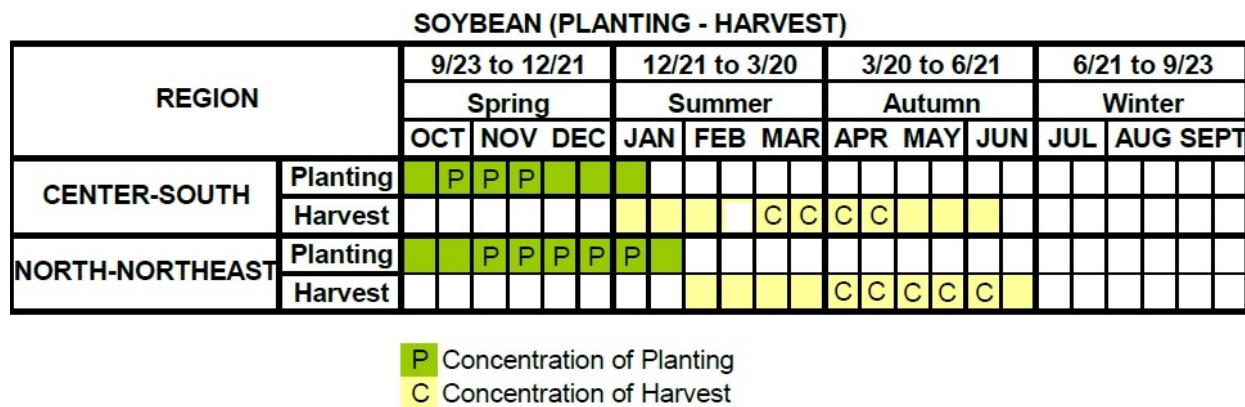 SOYBEAN (PLANTING - HARVEST)
REGION
9/23 to 12/21 12/21 to 3/20 3/20 to 6/21 6/21 to 9/23
Spring Summer Autumn Winter
OCT NOV DEC JAN FEB MAR APR MAY JUN JUL AUG SEPT
CENTER-SOUTH
Planting P P P
Harvest C C C C
NORTH-NORTHEAST
Planting P P P P P
Harvest C C C C C
P Concentration of Planting
C Concentration of Harvest